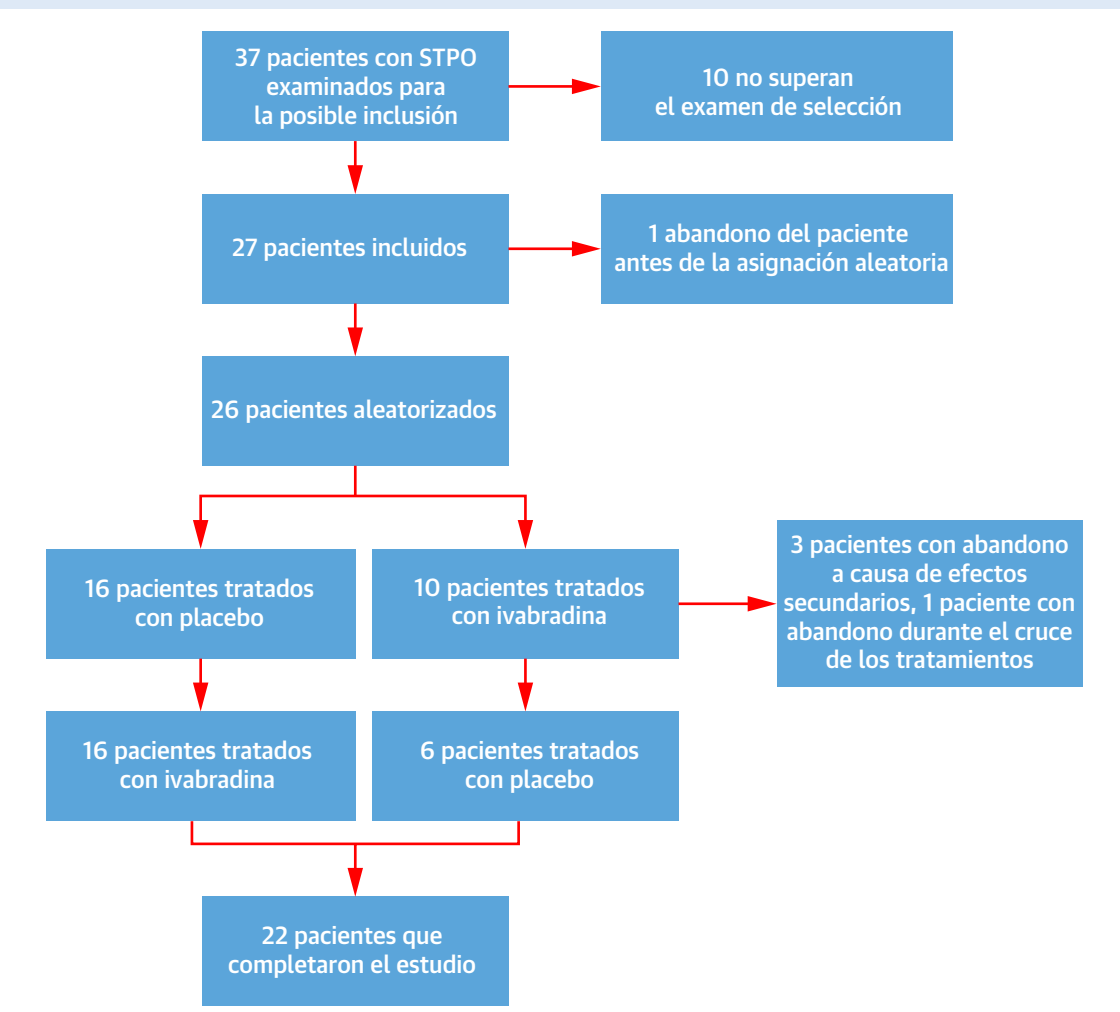 37 pacientes con STPO
examinados para
la posible inclusión
10 no superan
el examen de selección
27 pacientes incluidos
1 abandono del paciente
antes de la asignación aleatoria
26 pacientes aleatorizados
16 pacientes tratados
con placebo
10 pacientes tratados
con ivabradina
3 pacientes con abandono
a causa de efectos
secundarios, 1 paciente con
abandono durante el cruce
de los tratamientos
16 pacientes tratados
con ivabradina
6 pacientes tratados
con placebo
22 pacientes que
completaron el estudio